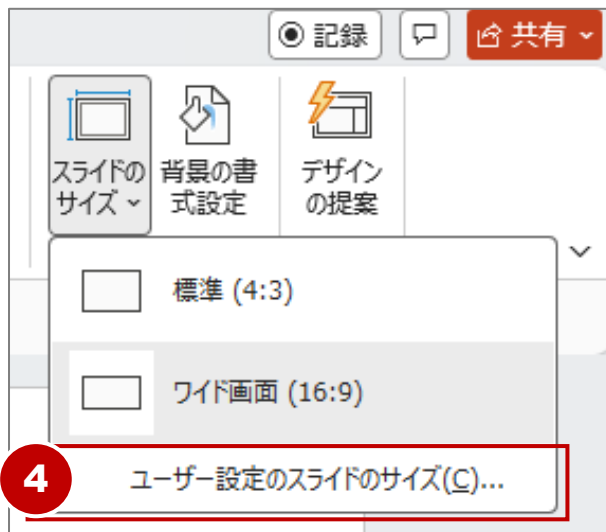 記録
共有
スライドの
サイズ
背景の書
式設定
デザイン
の提案
標準 (4:3)
ワイド画面 (16:9)
4
ユーザー設定のスライドのサイズ(C)...